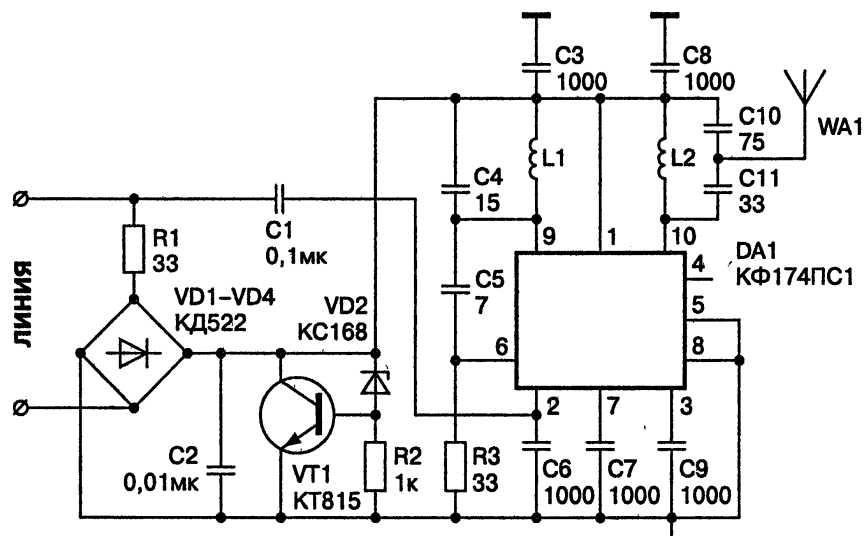 C3
1000
C8
1000
C10
75
WA1
L1
L2
C4
15
C11
33
C1
0,1мк
R1
33
9
1
10
DA1
КФ174ПС1
4
C5
7
VD1-VD4
КД522
VD2
КС168
5
ЛИНИЯ
6
8
2
7
3
C2
0,01мк
VT1
КТ815
R2
1к
R3
33
C6
1000
C7
1000
C9
1000